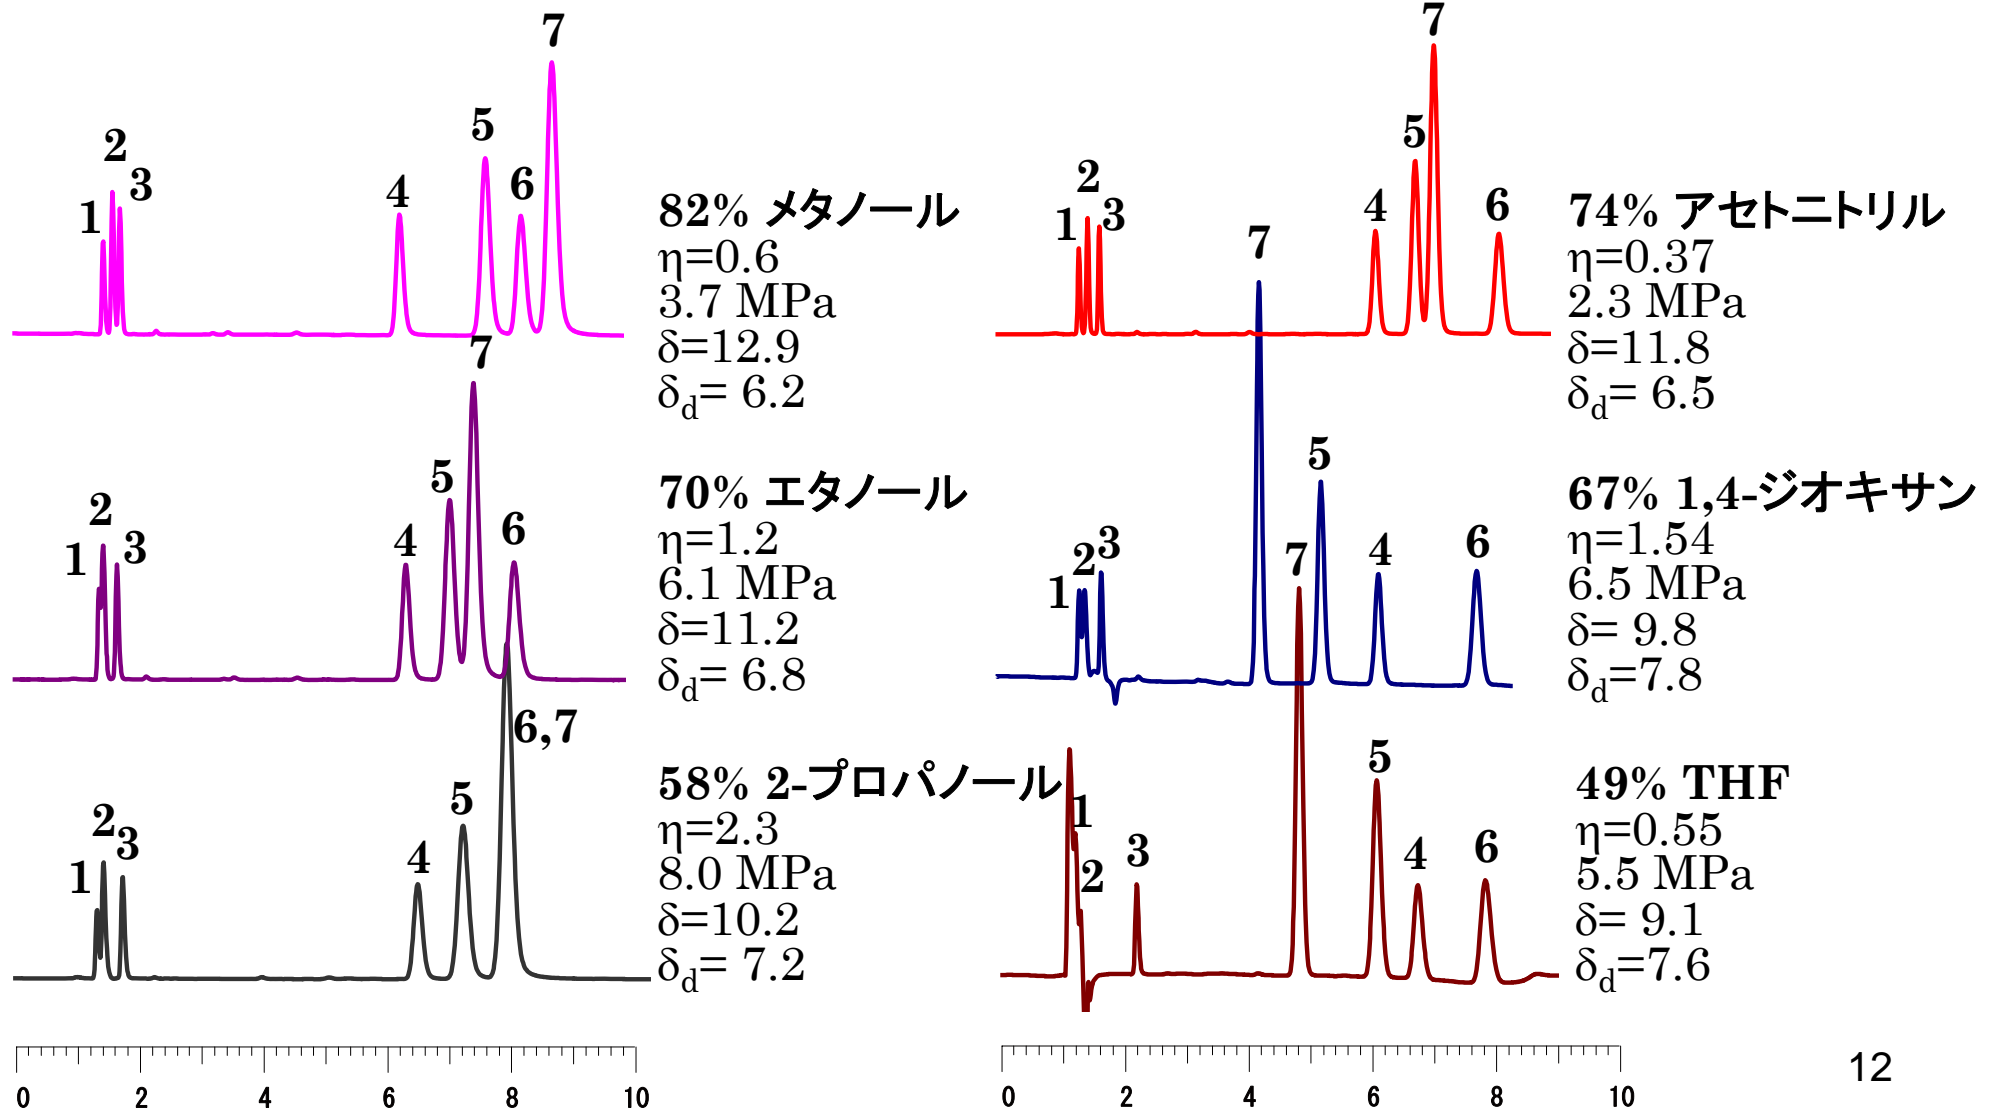 7
5
2
6
3
4
1
82% メタノール
η=0.6
3.7 MPa
δ=12.9
δd= 6.2
7
5
2
6
4
1
3
70% エタノール
η=1.2
6.1 MPa
δ=11.2
δd= 6.8
6,7
5
2
3
4
1
58% 2-プロパノール
η=2.3
8.0 MPa
δ=10.2
δd= 7.2
0 2 4 6 8 10
7
5
2
4
6
1
3
74% アセトニトリル
η=0.37
2.3 MPa
δ=11.8
δd= 6.5
7
5
3
2
4
6
1
67% 1,4-ジオキサン
η=1.54
6.5 MPa
δ= 9.8
δd=7.8
7
5
1
3
4
6
2
49% THF
η=0.55
5.5 MPa
δ= 9.1
δd=7.6
0 2 4 6 8 10
12